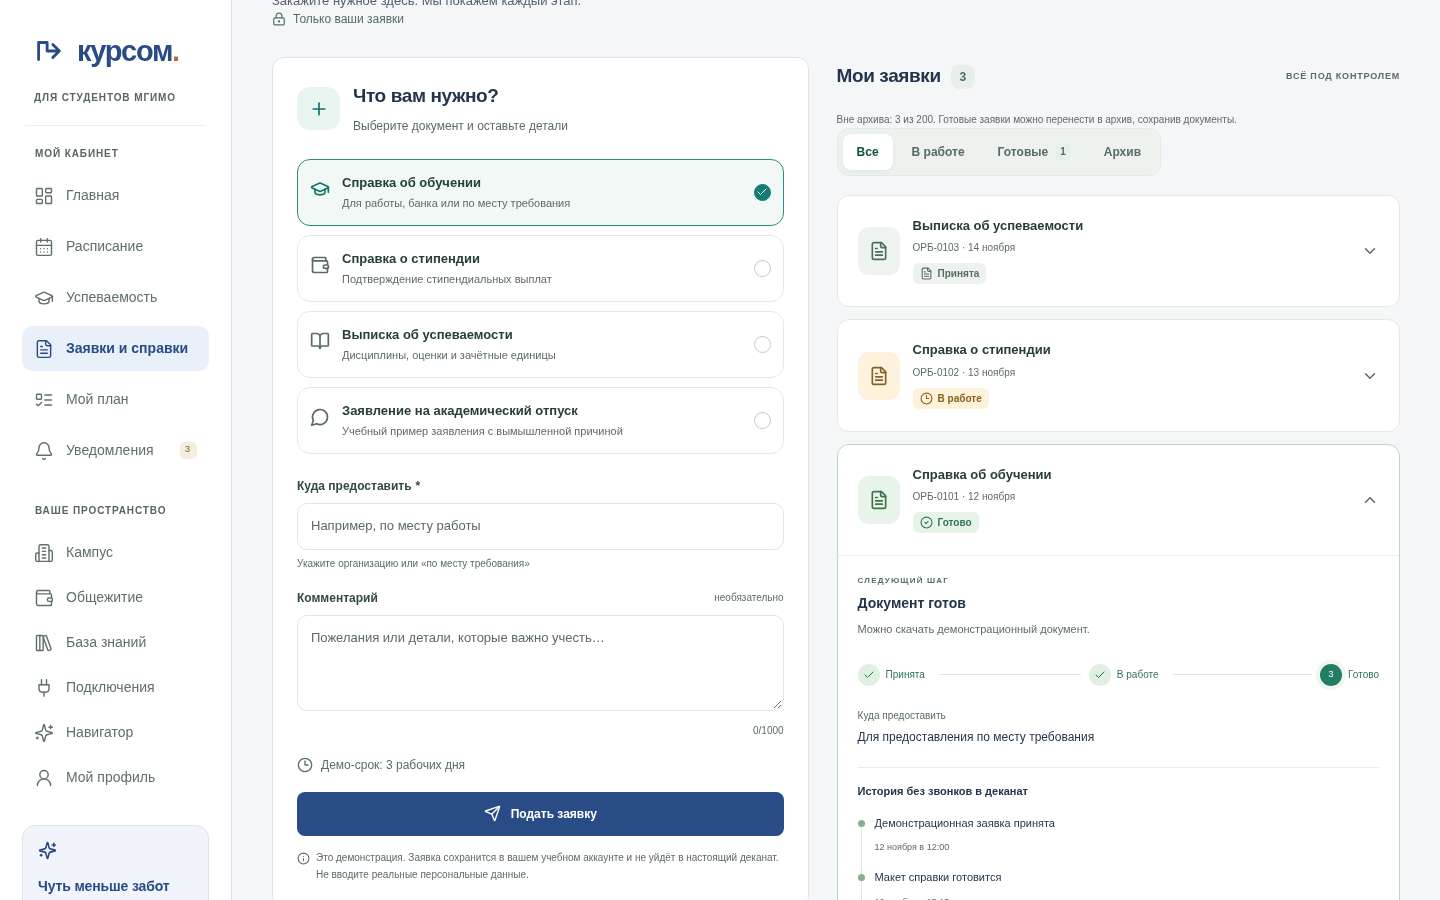 курсом.
ДЛЯ СТУДЕНТОВ МГИМО
МОЙ КАБИНЕТ
Главная
Расписание
Успеваемость
Заявки и справки
Мой план
Уведомления 3
ВАШЕ ПРОСТРАНСТВО
Кампус
Общежитие
База знаний
Подключения
Навигатор
Мой профиль
Чуть меньше забот
Закажите нужное здесь. Мы покажем каждый этап.
Только ваши заявки
Что вам нужно?
Выберите документ и оставьте детали
Справка об обучении
Для работы, банка или по месту требования
Справка о стипендии
Подтверждение стипендиальных выплат
Выписка об успеваемости
Дисциплины, оценки и зачётные единицы
Заявление на академический отпуск
Учебный пример заявления с вымышленной причиной
Куда предоставить *
Например, по месту работы
Укажите организацию или «по месту требования»
Комментарий необязательно
Пожелания или детали, которые важно учесть…
0/1000
Демо-срок: 3 рабочих дня
Подать заявку
Это демонстрация. Заявка сохранится в вашем учебном аккаунте и не уйдёт в настоящий деканат.
Не вводите реальные персональные данные.
Мои заявки 3
ВСЁ ПОД КОНТРОЛЕМ
Вне архива: 3 из 200. Готовые заявки можно перенести в архив, сохранив документы.
Все В работе Готовые 1 Архив
Выписка об успеваемости
ОРБ-0103 · 14 ноября
Принята
Справка о стипендии
ОРБ-0102 · 13 ноября
В работе
Справка об обучении
ОРБ-0101 · 12 ноября
Готово
СЛЕДУЮЩИЙ ШАГ
Документ готов
Можно скачать демонстрационный документ.
Принята В работе 3 Готово
Куда предоставить
Для предоставления по месту требования
История без звонков в деканат
Демонстрационная заявка принята
12 ноября в 12:00
Макет справки готовится